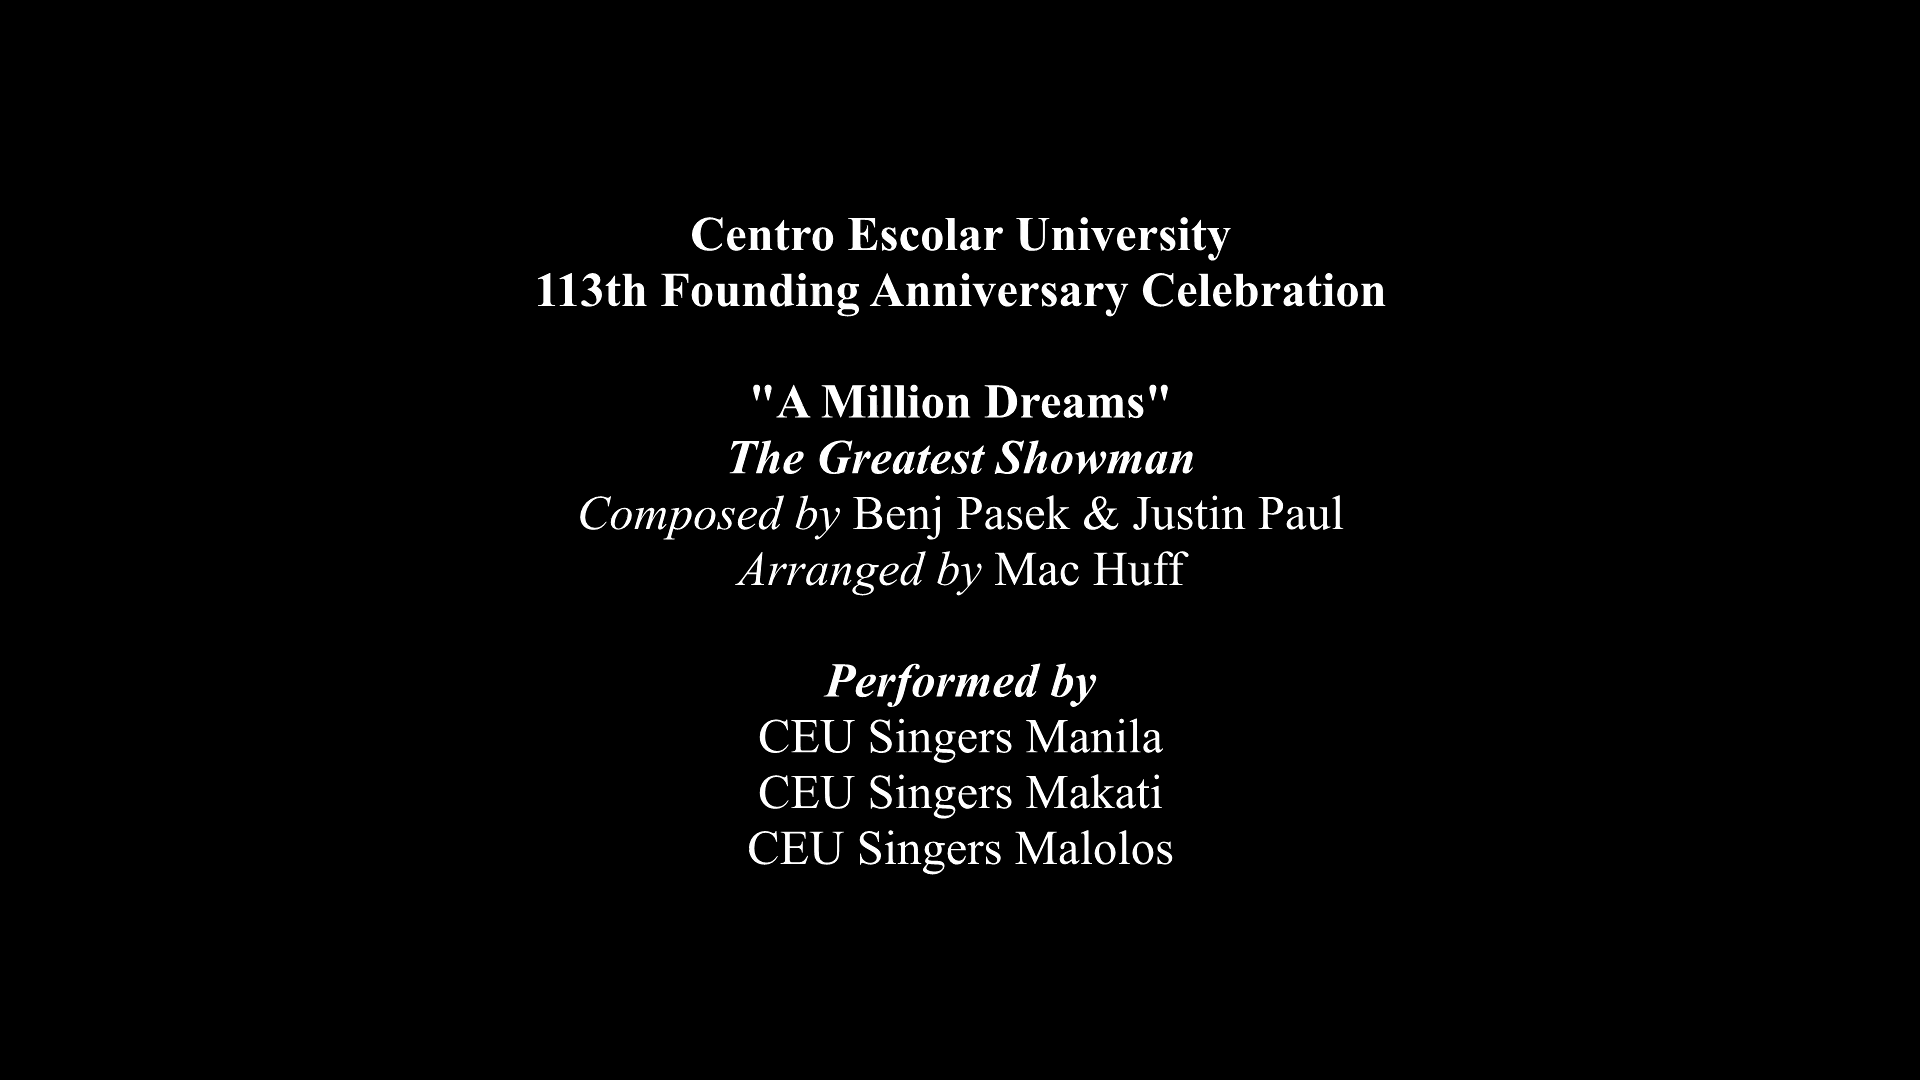 Centro Escolar University
113th Founding Anniversary Celebration
"A Million Dreams"
The Greatest Showman
Composed by Benj Pasek & Justin Paul
Arranged by Mac Huff
Performed by
CEU Singers Manila
CEU Singers Makati
CEU Singers Malolos